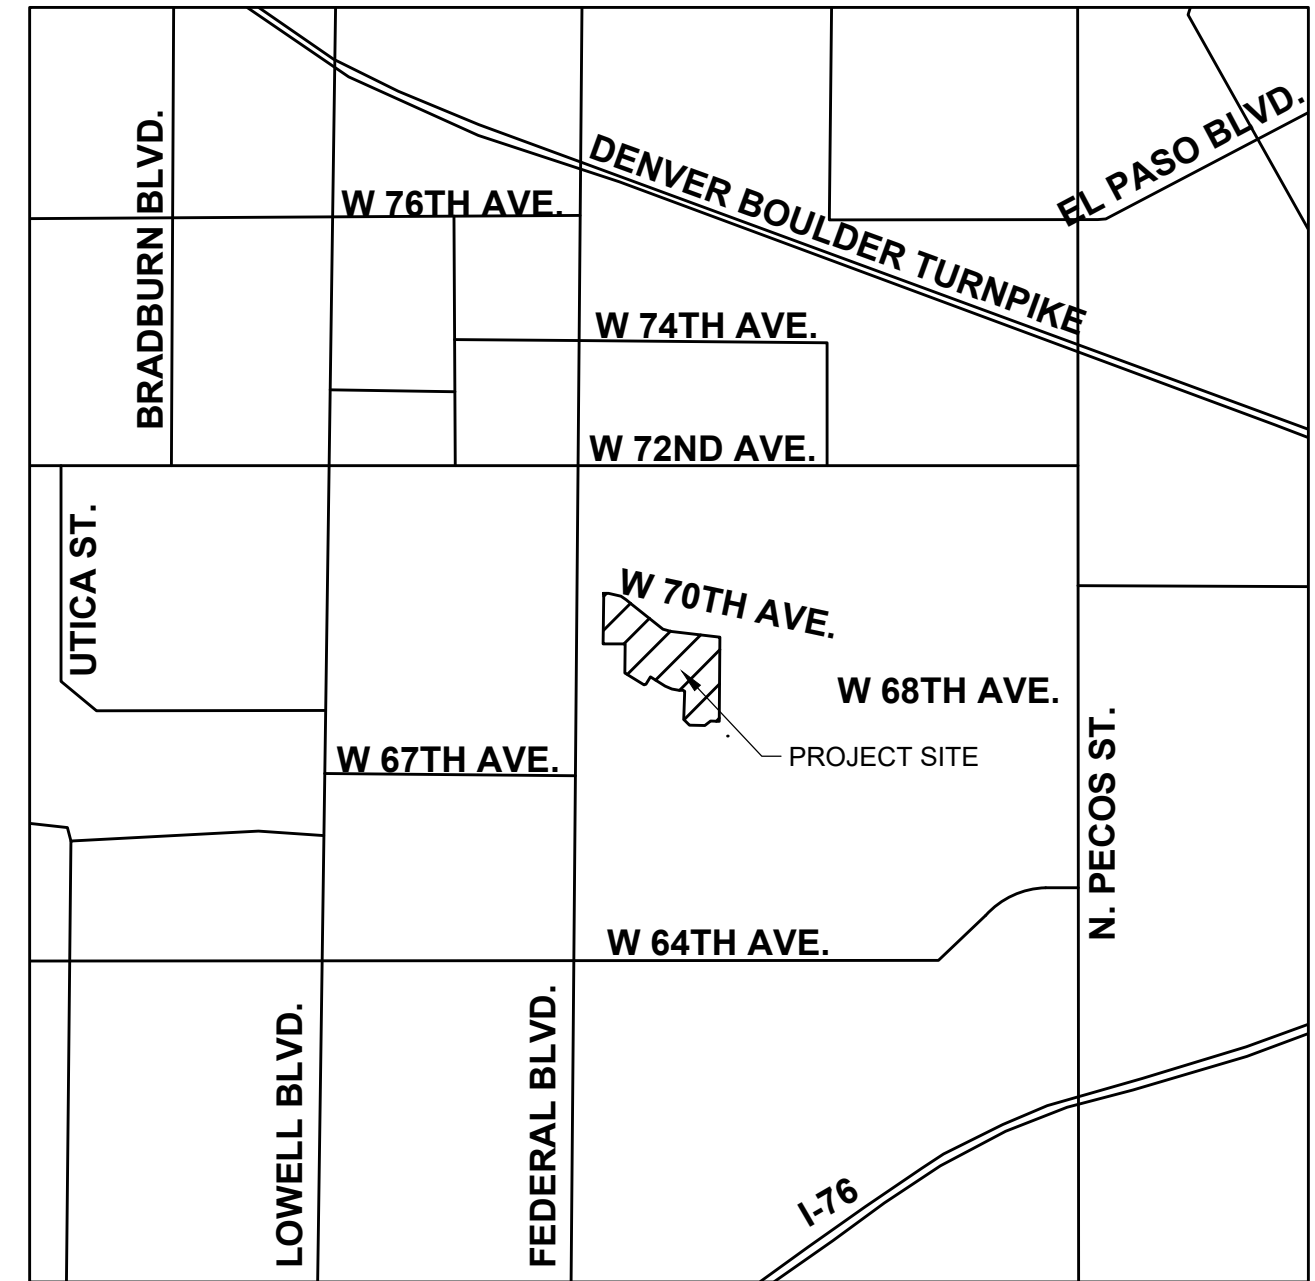 BRADBURN BLVD.
W 76TH AVE.
DENVER BOULDER TURNPIKE
EL PASO BLVD.
W 74TH AVE.
W 72ND AVE.
UTICA ST.
W 70TH AVE.
W 68TH AVE.
W 67TH AVE.
PROJECT SITE
N. PECOS ST.
W 64TH AVE.
LOWELL BLVD.
FEDERAL BLVD.
I-76